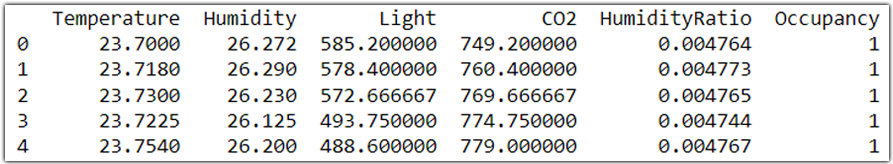 Temperature Humidity Light CO2 HumidityRatio Occupancy
0 23.7000 26.272 585.200000 749.200000 0.004764 1
1 23.7180 26.290 578.400000 760.400000 0.004773 1
2 23.7300 26.230 572.666667 769.666667 0.004765 1
3 23.7225 26.125 493.750000 774.750000 0.004744 1
4 23.7540 26.200 488.600000 779.000000 0.004767 1